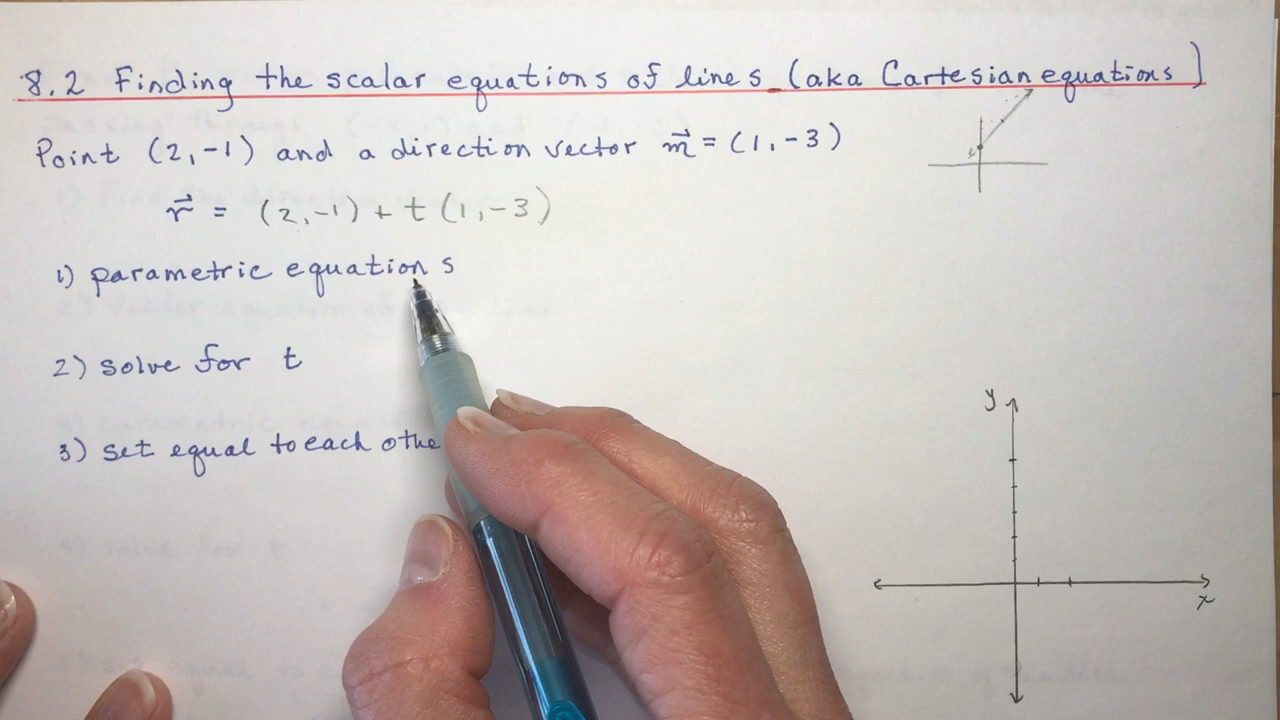 8.2 Finding the scalar equations of lines (aka Cartesian equations)
Point (2,-1) and a direction vector m⃗ = (1,-3)
r⃗ = (2,-1) + t (1,-3)
1) parametric equations
2) solve for t
3) set equal to each othe
y
x